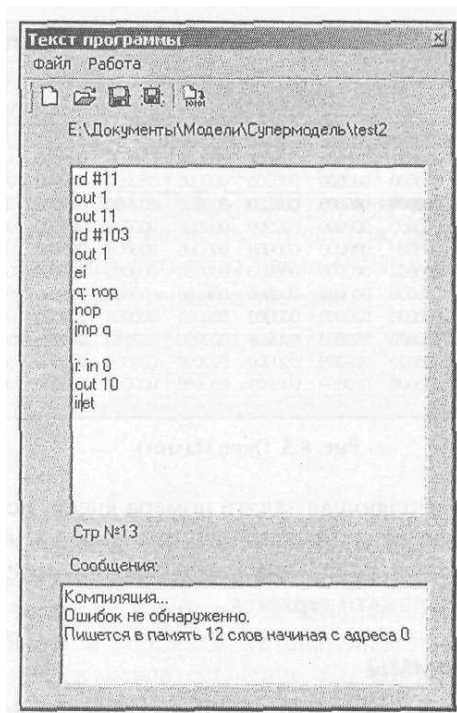 Текст программы
Файл Работа
E:\Документы\Модели\Супермодель\test2
rd #11
out 1
out 11
rd #103
out 1
ei
q: nop
nop
jmp q
i: in 0
out 10
iret
Стр №13
Сообщения:
Компиляция...
Ошибок не обнаруженно.
Пишется в память 12 слов начиная с адреса 0